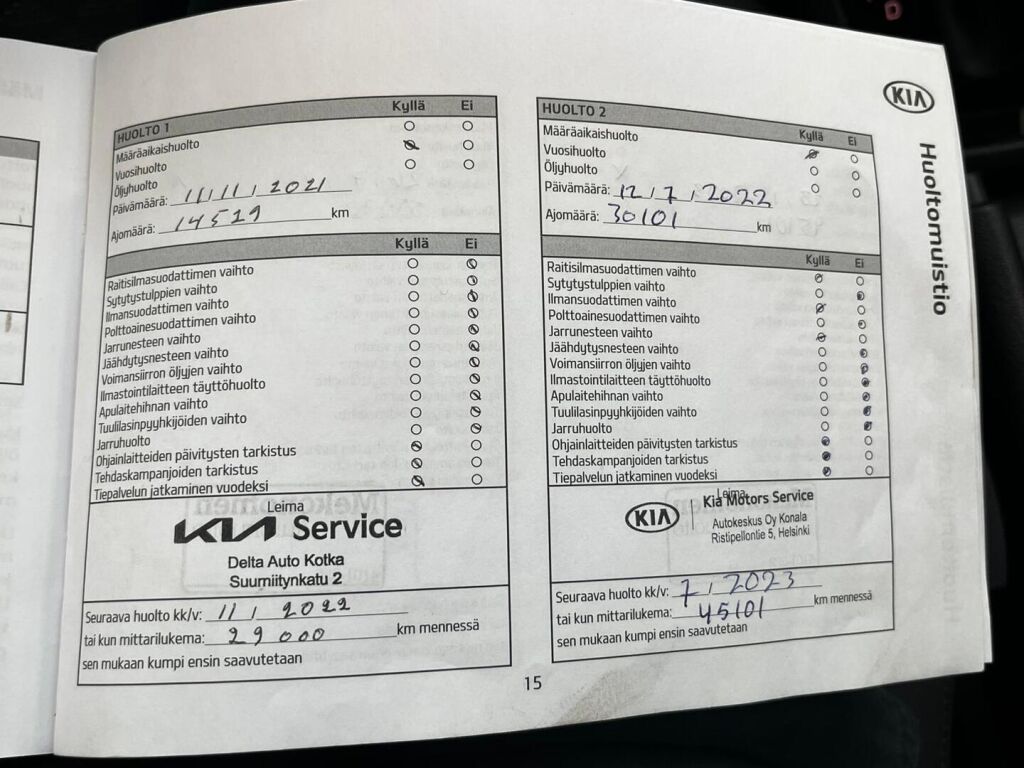 HUOLTO 1 Kyllä Ei
Määräaikaishuolto
Vuosihuolto
Öljyhuolto
Päivämäärä: 11/11/2021
Ajomäärä: 14529 km
Kyllä Ei
Raitisilmasuodattimen vaihto
Sytytystulppien vaihto
Ilmansuodattimen vaihto
Polttoainesuodattimen vaihto
Jarrunesteen vaihto
Jäähdytysnesteen vaihto
Voimansiirron öljyjen vaihto
Ilmastointilaitteen täyttöhuolto
Apulaitehihnan vaihto
Tuulilasinpyyhkijöiden vaihto
Jarruhuolto
Ohjainlaitteiden päivitysten tarkistus
Tehdaskampanjoiden tarkistus
Tiepalvelun jatkaminen vuodeksi
Leima
KIA Service
Delta Auto Kotka
Suurniitynkatu 2
Seuraava huolto kk/v: 11/2022
tai kun mittarilukema: 29000 km mennessä
sen mukaan kumpi ensin saavutetaan
HUOLTO 2 Kyllä Ei
Määräaikaishuolto
Vuosihuolto
Öljyhuolto
Päivämäärä: 12/7/2022
Ajomäärä: 30101 km
Kyllä Ei
Raitisilmasuodattimen vaihto
Sytytystulppien vaihto
Ilmansuodattimen vaihto
Polttoainesuodattimen vaihto
Jarrunesteen vaihto
Jäähdytysnesteen vaihto
Voimansiirron öljyjen vaihto
Ilmastointilaitteen täyttöhuolto
Apulaitehihnan vaihto
Tuulilasinpyyhkijöiden vaihto
Jarruhuolto
Ohjainlaitteiden päivitysten tarkistus
Tehdaskampanjoiden tarkistus
Tiepalvelun jatkaminen vuodeksi
Leima
KIA Kia Motors Service
Autokeskus Oy Konala
Ristipellontie 5, Helsinki
Seuraava huolto kk/v: 7/2023
tai kun mittarilukema: 45101 km mennessä
sen mukaan kumpi ensin saavutetaan
KIA
Huoltomuistio
15